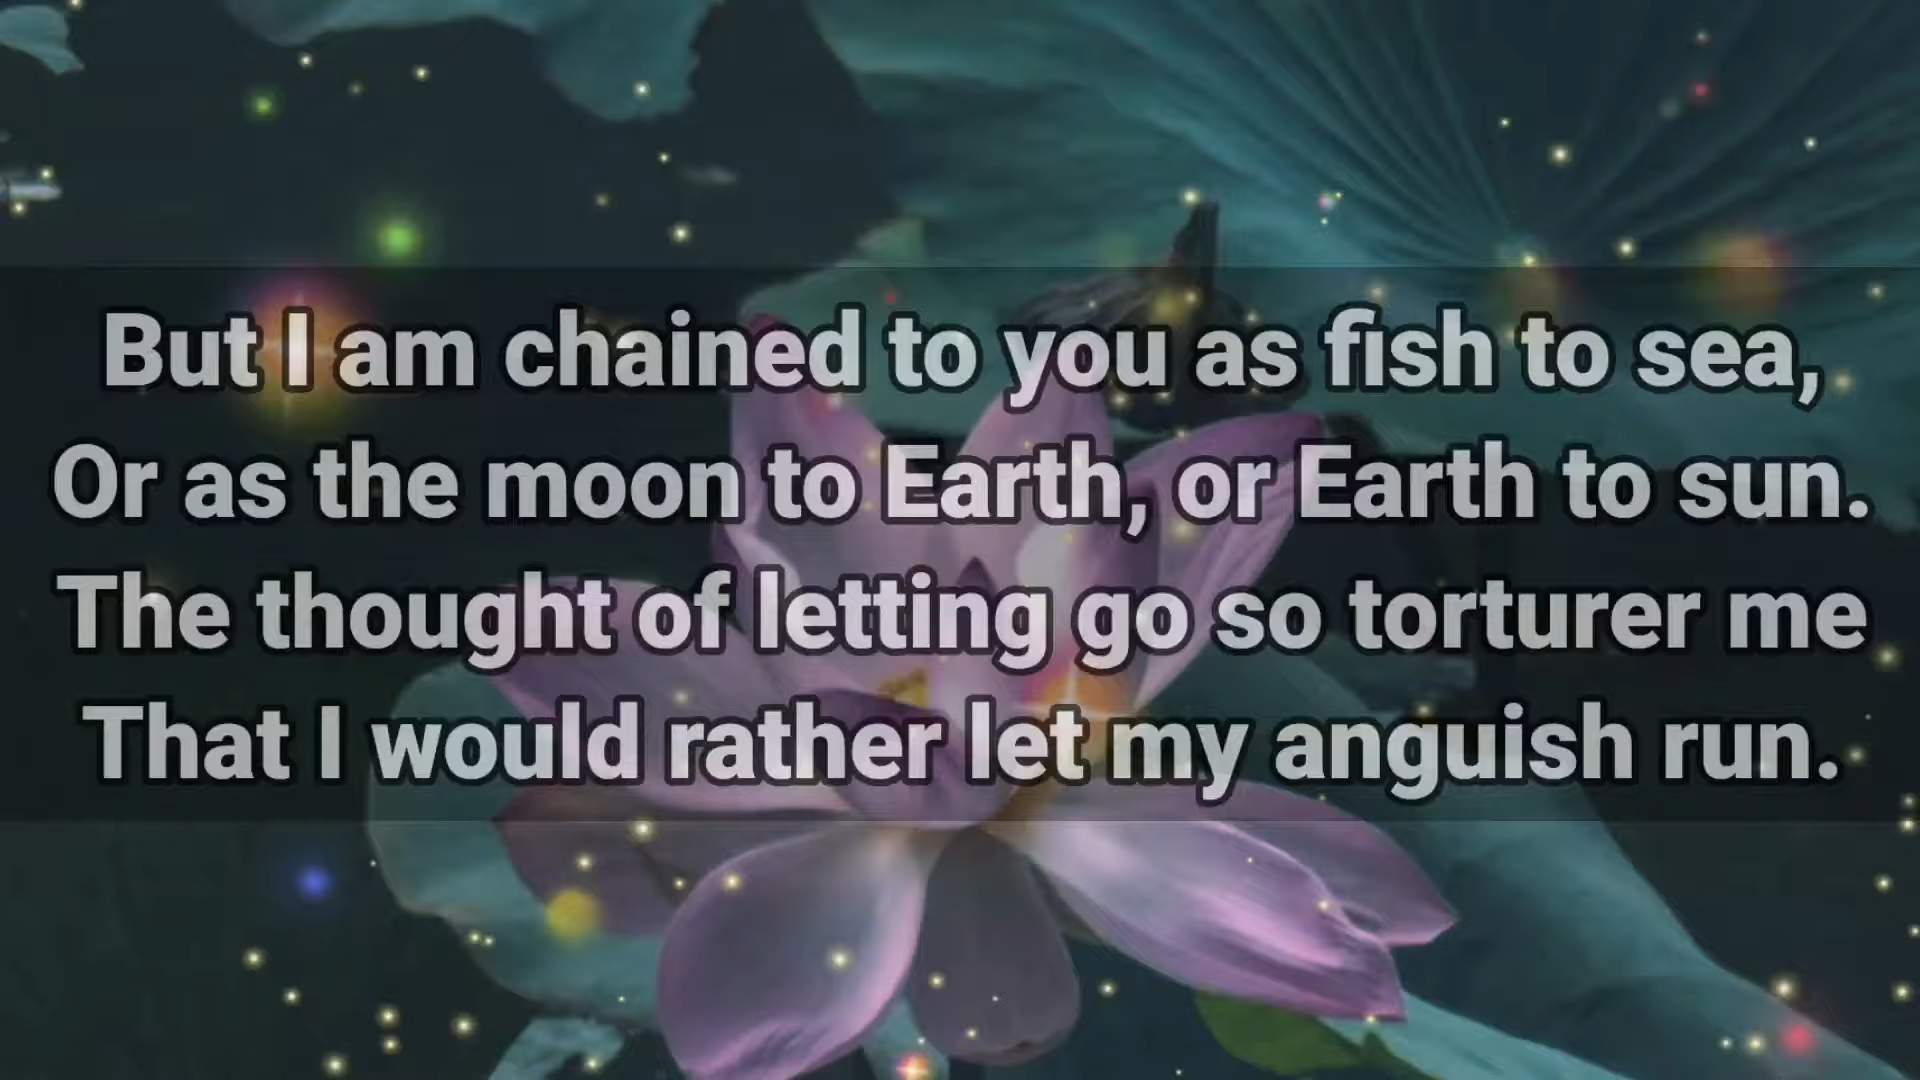 But I am chained to you as fish to sea,
Or as the moon to Earth, or Earth to sun.
The thought of letting go so torturer me
That I would rather let my anguish run.